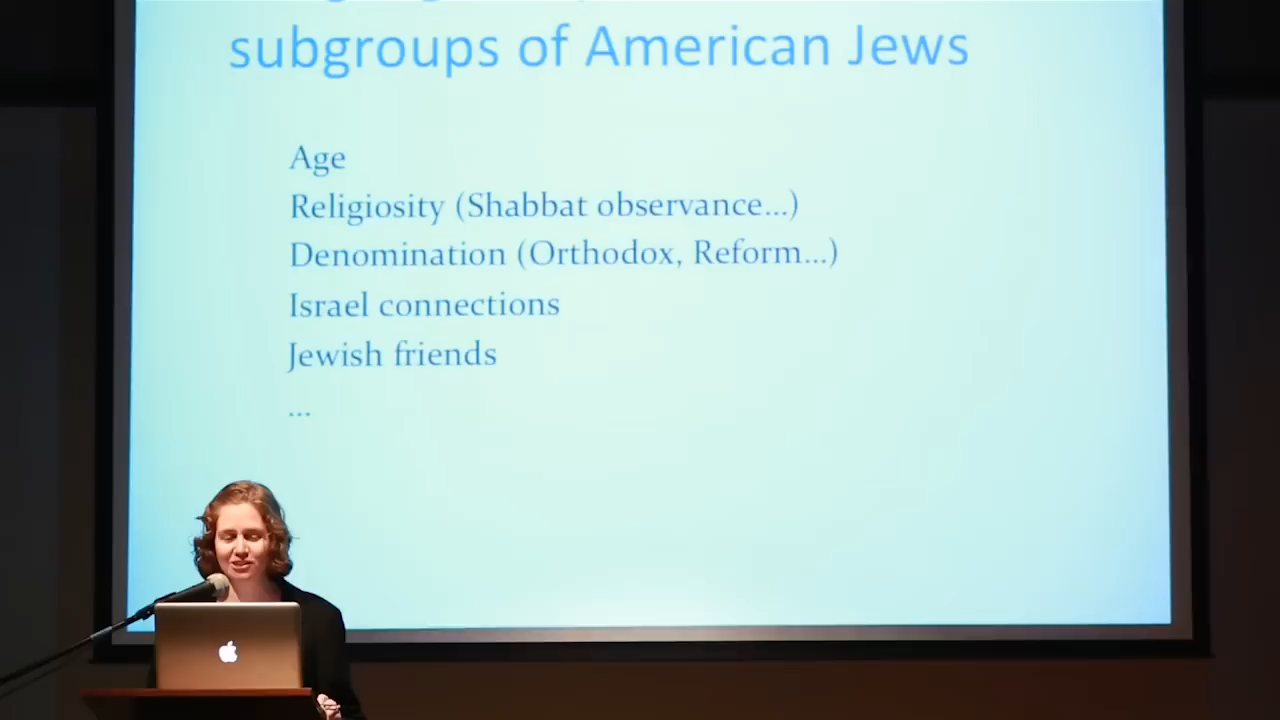 subgroups of American Jews
Age
Religiosity (Shabbat observance...)
Denomination (Orthodox, Reform...)
Israel connections
Jewish friends
...